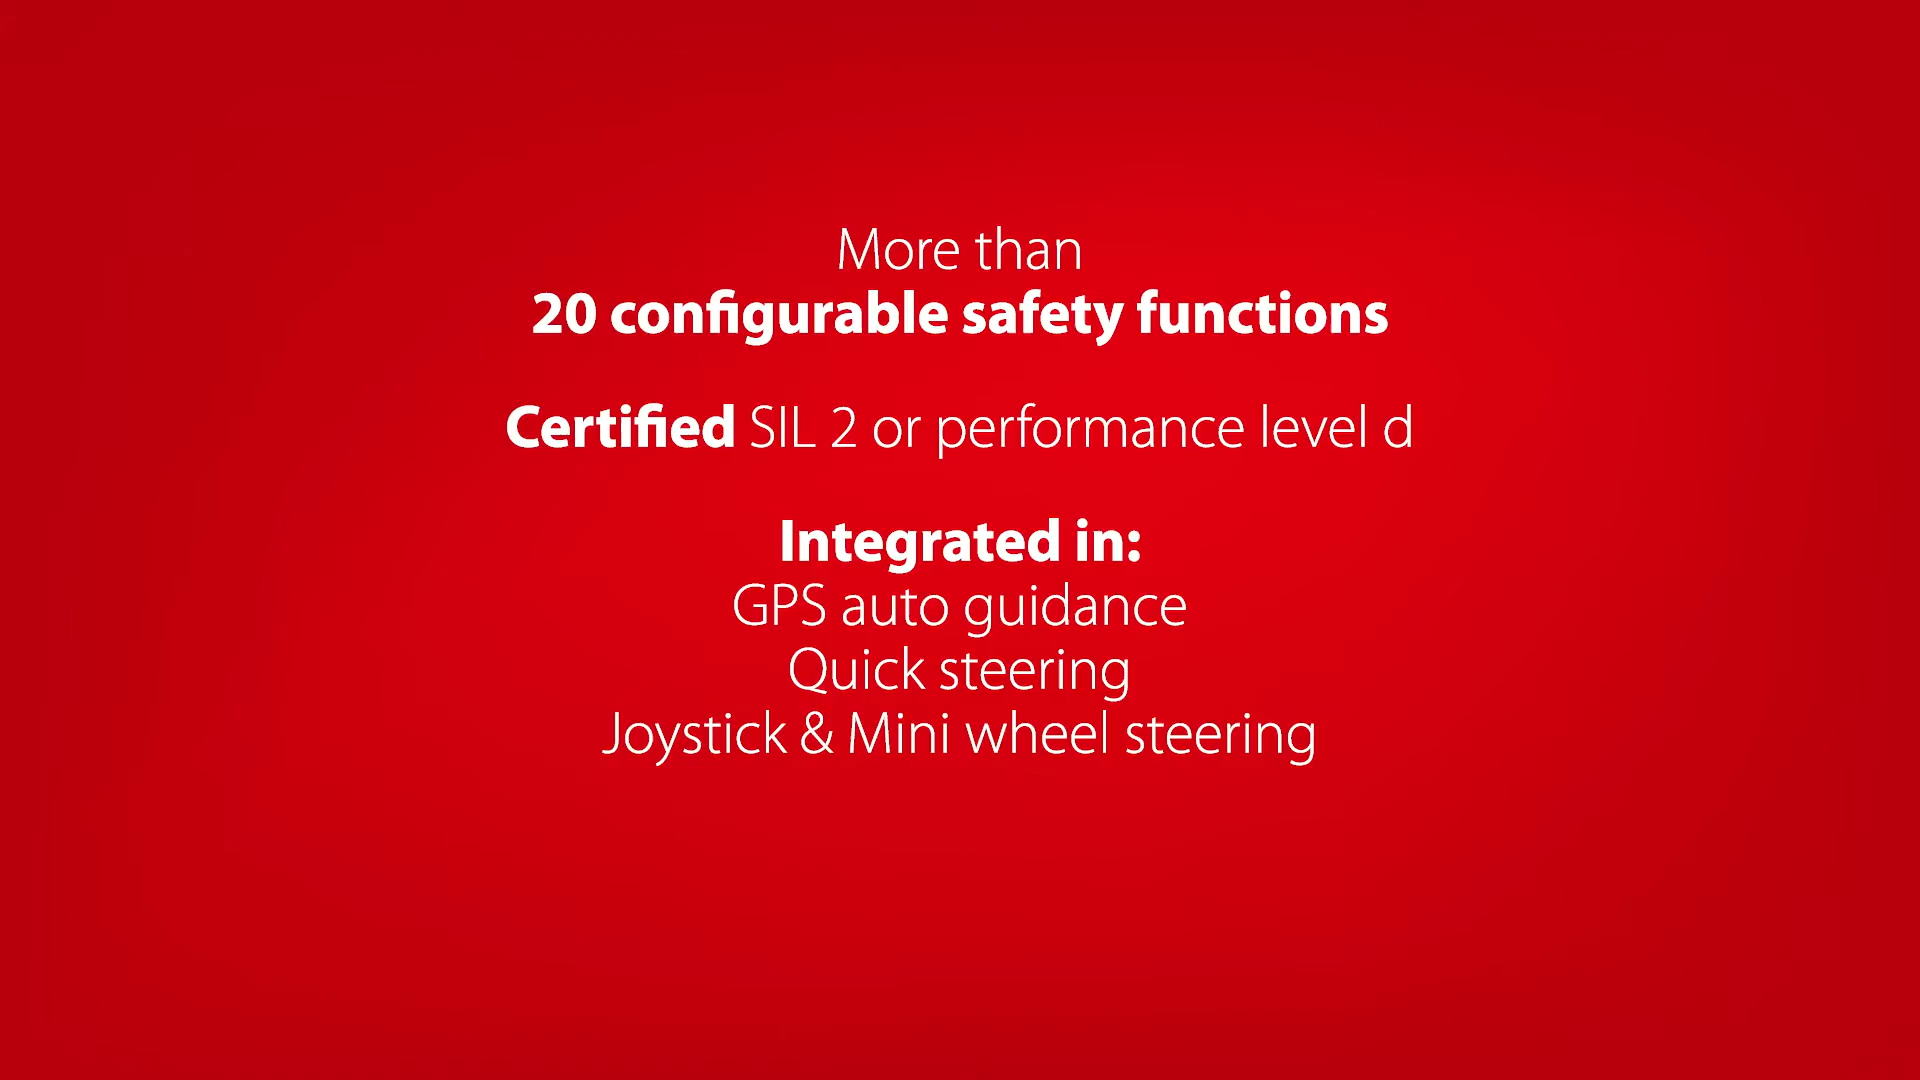 More than
20 configurable safety functions
Certified SIL 2 or performance level d
Integrated in:
GPS auto guidance
Quick steering
Joystick & Mini wheel steering